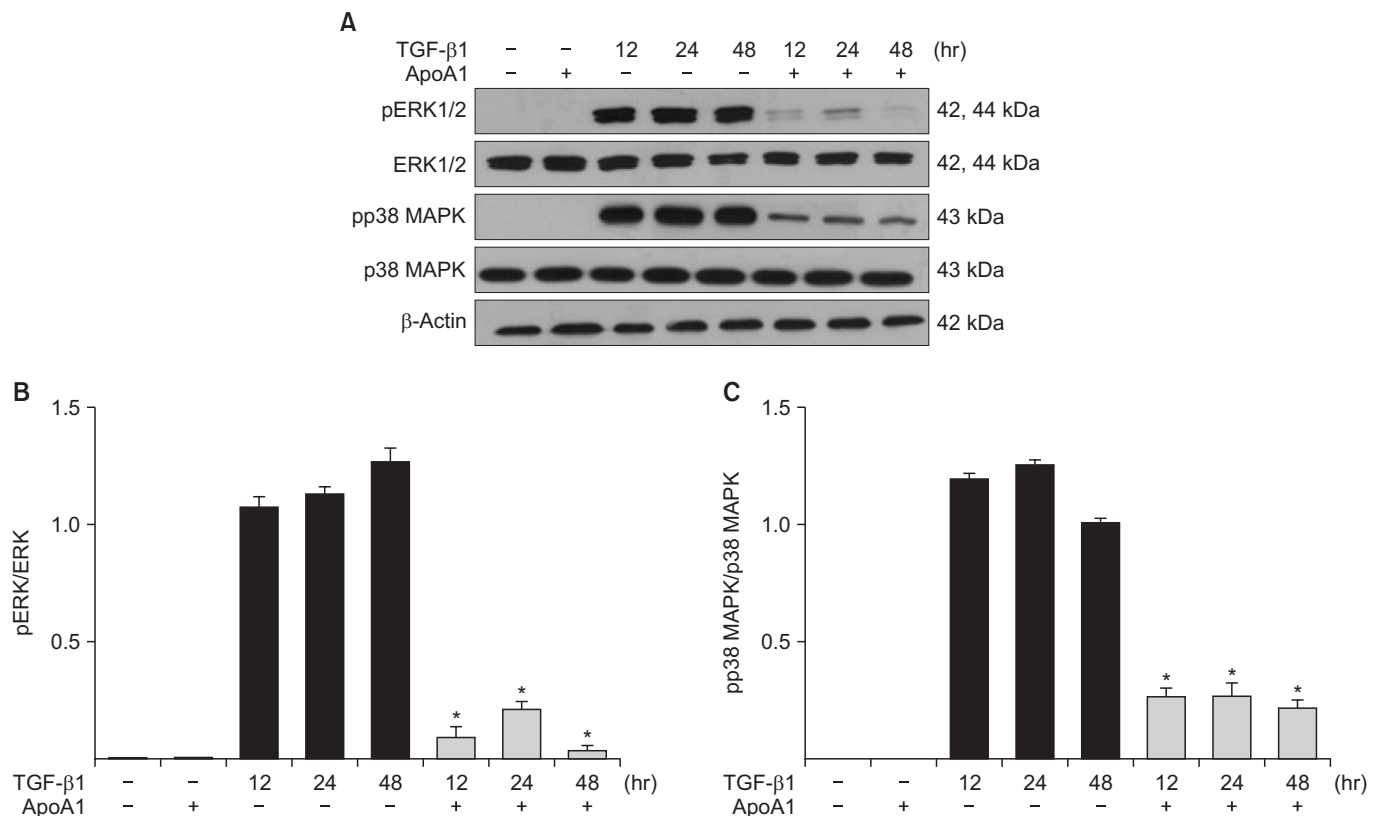 A
TGF-β1 – – 12 24 48 12 24 48 (hr)
ApoA1 – + – – – + + +
pERK1/2 42, 44 kDa
ERK1/2 42, 44 kDa
pp38 MAPK 43 kDa
p38 MAPK 43 kDa
β-Actin 42 kDa
B
1.5
1.0
0.5
pERK/ERK
* * *
TGF-β1 – – 12 24 48 12 24 48 (hr)
ApoA1 – + – – – + + +
C
1.5
1.0
0.5
pp38 MAPK/p38 MAPK
* * *
TGF-β1 – – 12 24 48 12 24 48 (hr)
ApoA1 – + – – – + + +